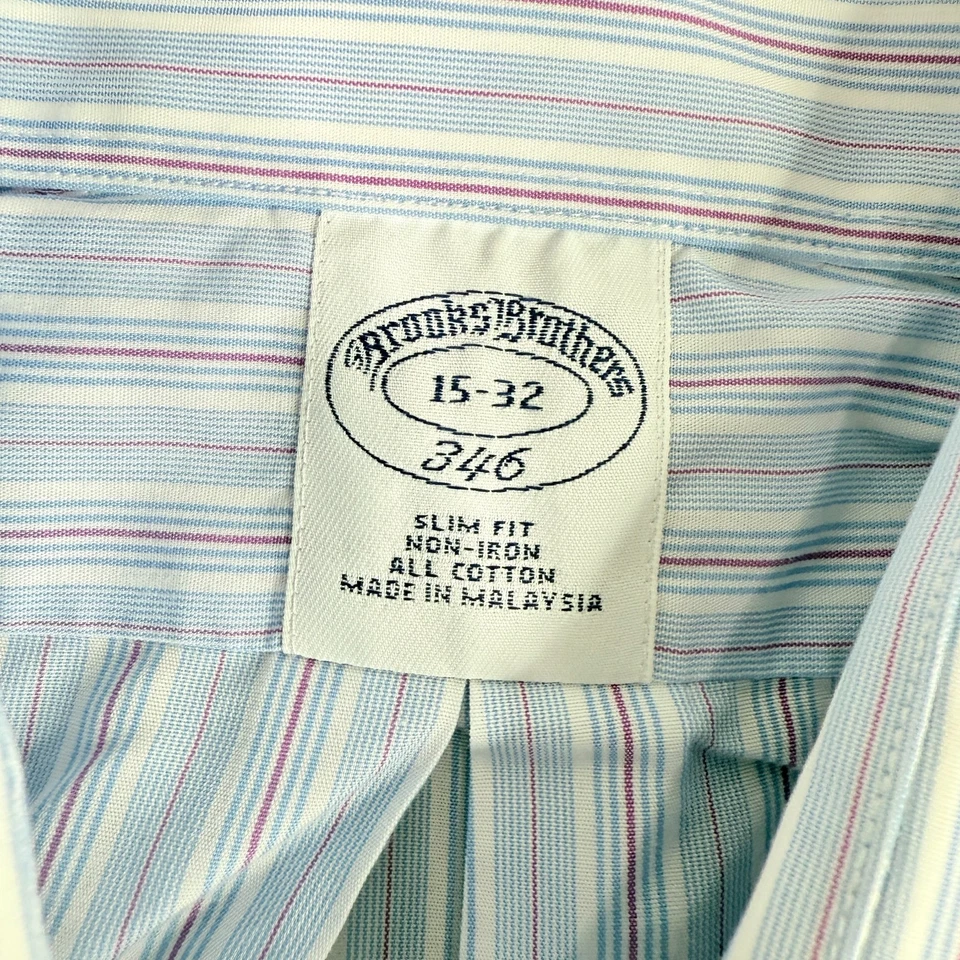 Brooks Brothers
15-32
346
SLIM FIT
NON-IRON
ALL COTTON
MADE IN MALAYSIA